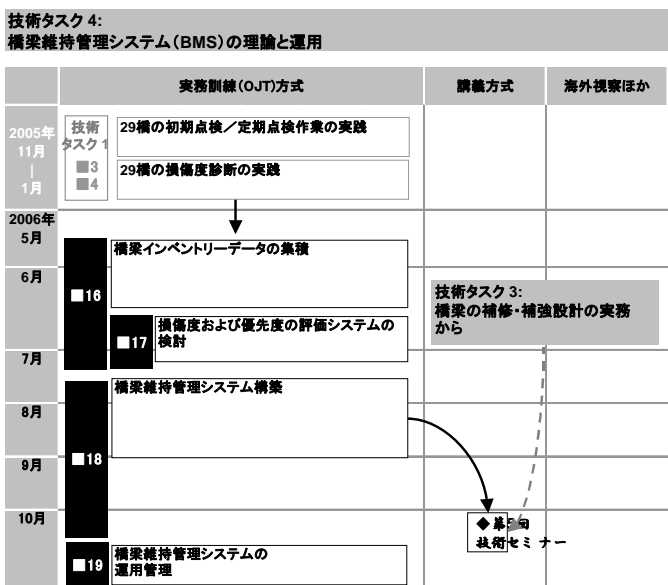 技術タスク 4:
橋梁維持管理システム（BMS）の理論と運用
実務訓練（OJT）方式
講義方式
海外視察ほか
2005年
11月
｜
1月
技術
タスク 1
■3
■4
29橋の初期点検／定期点検作業の実践
29橋の損傷度診断の実践
2006年
5月
6月
7月
8月
9月
10月
■16
橋梁インベントリーデータの集積
■17
損傷度および優先度の評価システムの
検討
技術タスク 3:
橋梁の補修・補強設計の実務
から
■18
橋梁維持管理システム構築
◆第回
技術セミナー
■19
橋梁維持管理システムの
運用管理